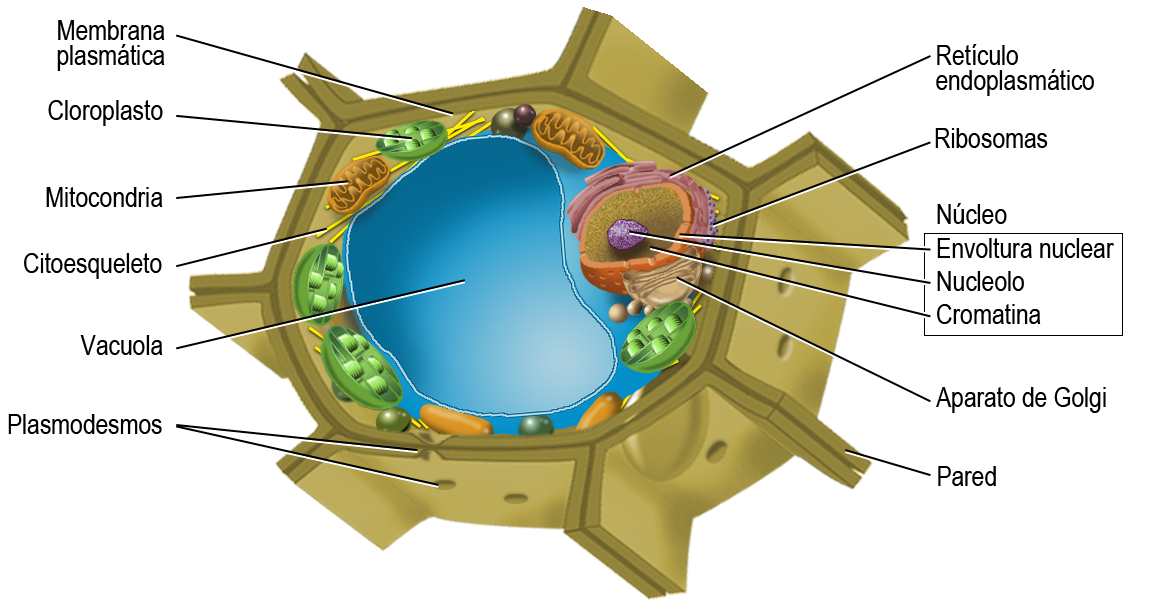 Membrana
plasmática
Cloroplasto
Mitocondria
Citoesqueleto
Vacuola
Plasmodesmos
Retículo
endoplasmático
Ribosomas
Núcleo
Envoltura nuclear
Nucleolo
Cromatina
Aparato de Golgi
Pared